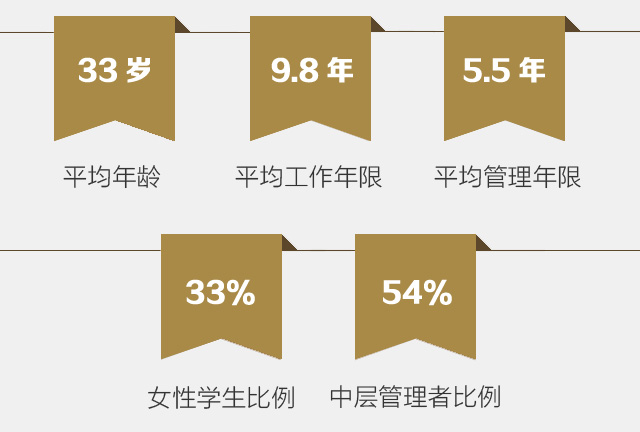 33 岁
9.8 年
5.5 年
平均年龄
平均工作年限
平均管理年限
33%
54%
女性学生比例
中层管理者比例